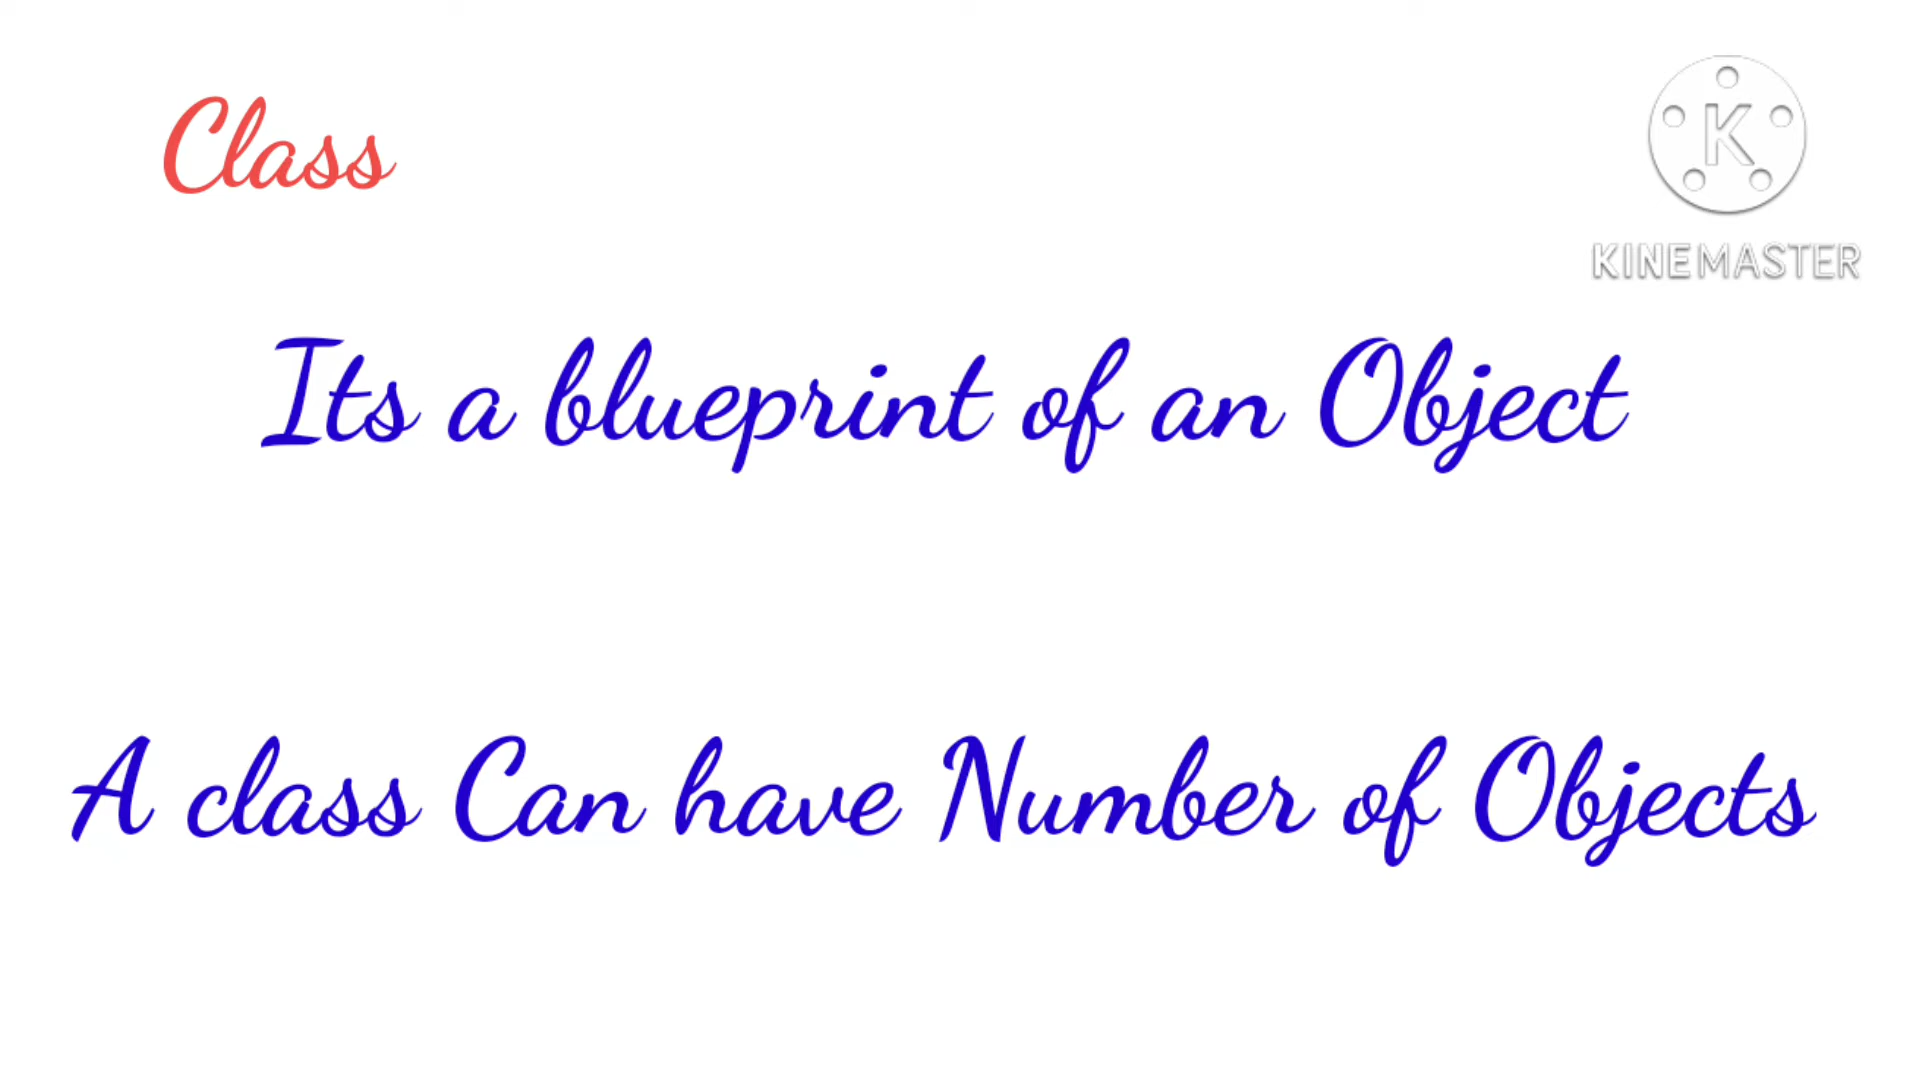 Class
K
KINEMASTER
Its a blueprint of an Object
A class Can have Number of Objects